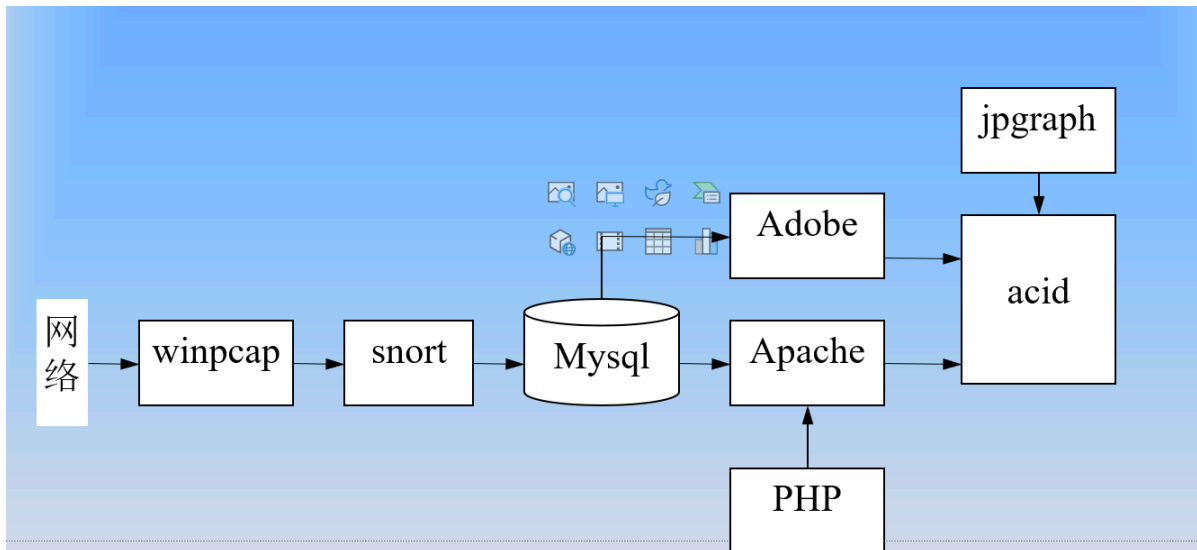 jpgraph
Adobe
acid
网
络
winpcap
snort
Mysql
Apache
PHP